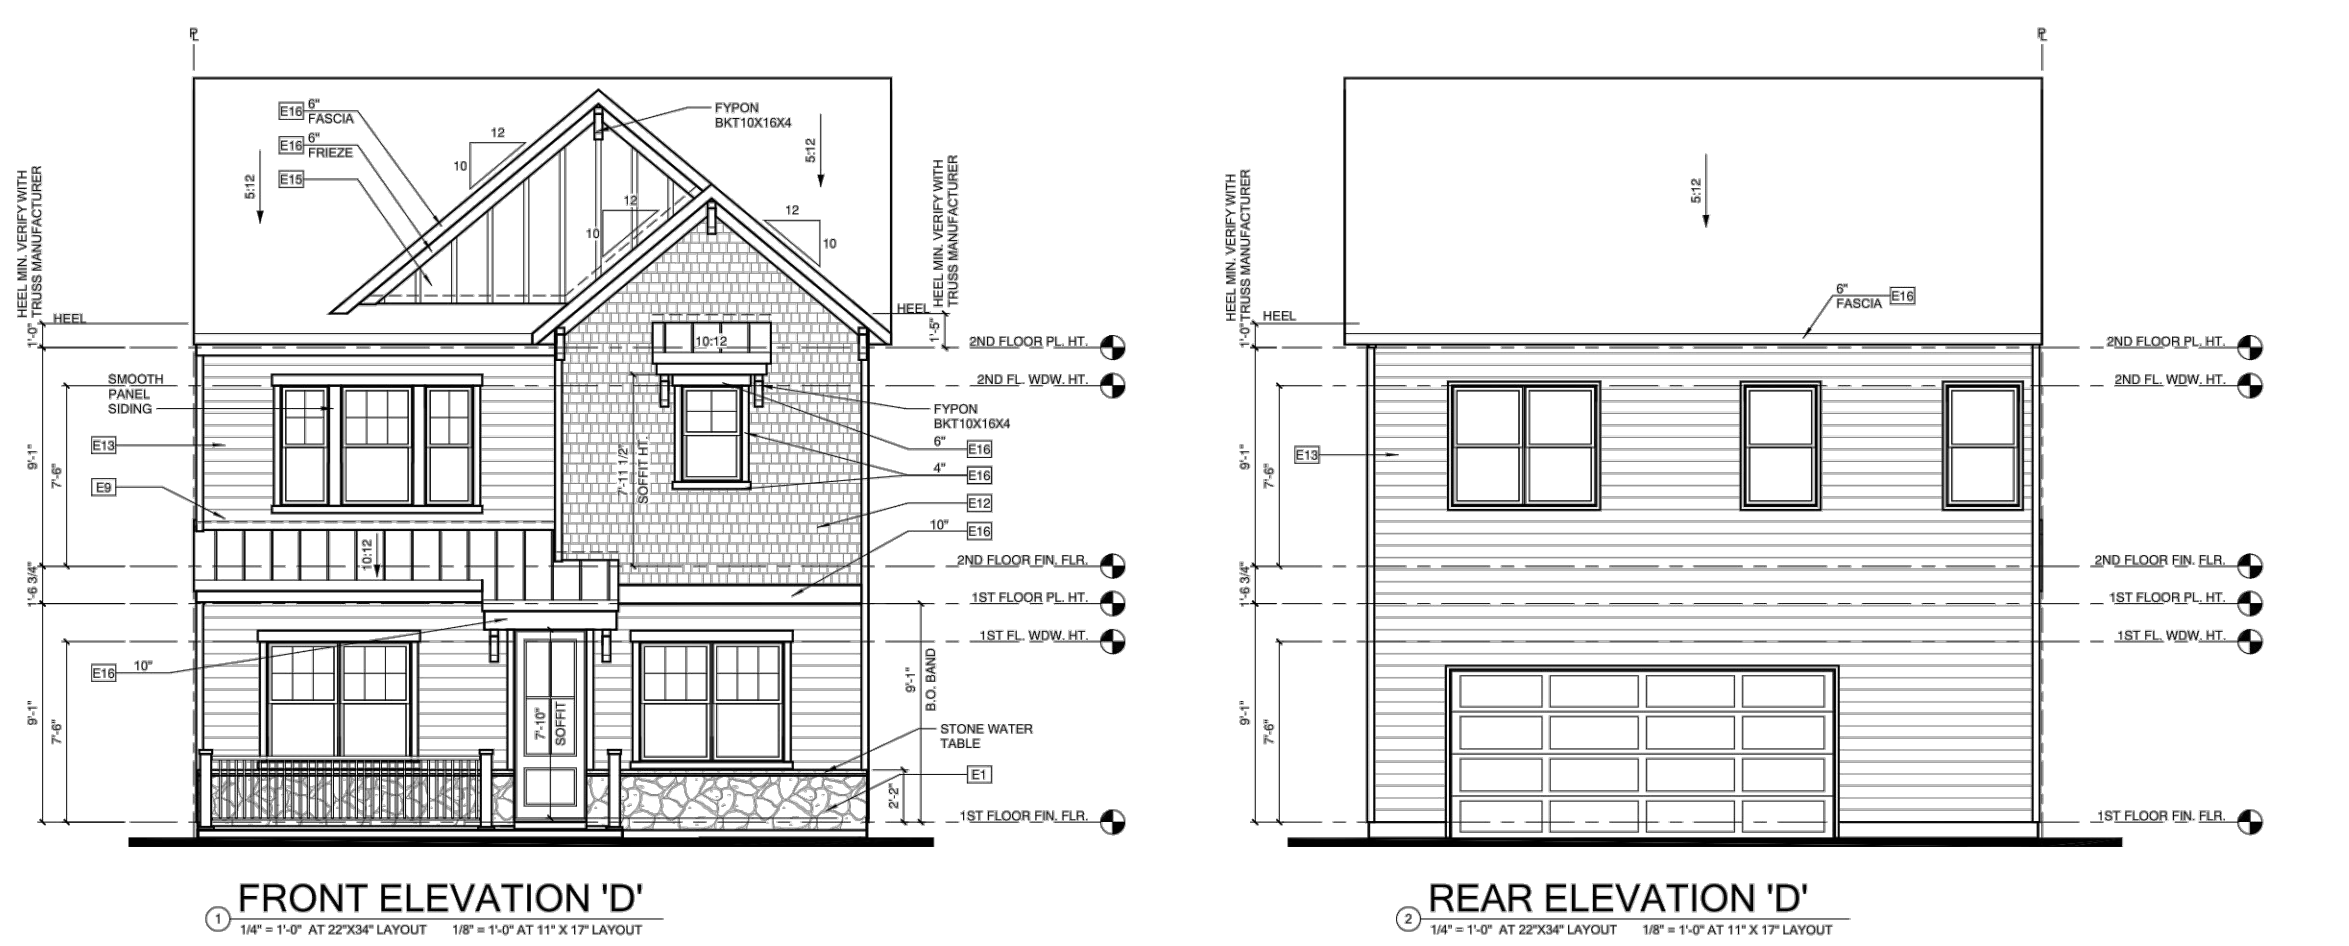 PL
E16 6"
FASCIA
E16 6"
FRIEZE
E15
12
10
FYPON
BKT10X16X4
5:12
5:12
12
10
12
10
HEEL MIN. VERIFY WITH
TRUSS MANUFACTURER
HEEL
1'-0"
HEEL MIN. VERIFY WITH
TRUSS MANUFACTURER
HEEL
1'-5"
10:12
2ND FLOOR PL. HT.
2ND FL. WDW. HT.
SMOOTH
PANEL
SIDING
E13
E9
9'-1"
7'-6"
7'-11 1/2"
SOFFIT HT.
FYPON
BKT10X16X4
6" E16
4" E16
E12
10" E16
10:12
1'-6 3/4"
2ND FLOOR FIN. FLR.
1ST FLOOR PL. HT.
1ST FL. WDW. HT.
E16 10"
9'-1"
7'-6"
7'-10"
SOFFIT
9'-1"
B.O. BAND
STONE WATER
TABLE
E1
2'-2"
1ST FLOOR FIN. FLR.
1 FRONT ELEVATION 'D'
1/4" = 1'-0" AT 22"X34" LAYOUT 1/8" = 1'-0" AT 11" X 17" LAYOUT
PL
5:12
HEEL MIN. VERIFY WITH
TRUSS MANUFACTURER
HEEL
1'-0"
6"
FASCIA E16
2ND FLOOR PL. HT.
2ND FL. WDW. HT.
E13
9'-1"
7'-6"
1'-6 3/4"
2ND FLOOR FIN. FLR.
1ST FLOOR PL. HT.
1ST FL. WDW. HT.
9'-1"
7'-6"
1ST FLOOR FIN. FLR.
2 REAR ELEVATION 'D'
1/4" = 1'-0" AT 22"X34" LAYOUT 1/8" = 1'-0" AT 11" X 17" LAYOUT